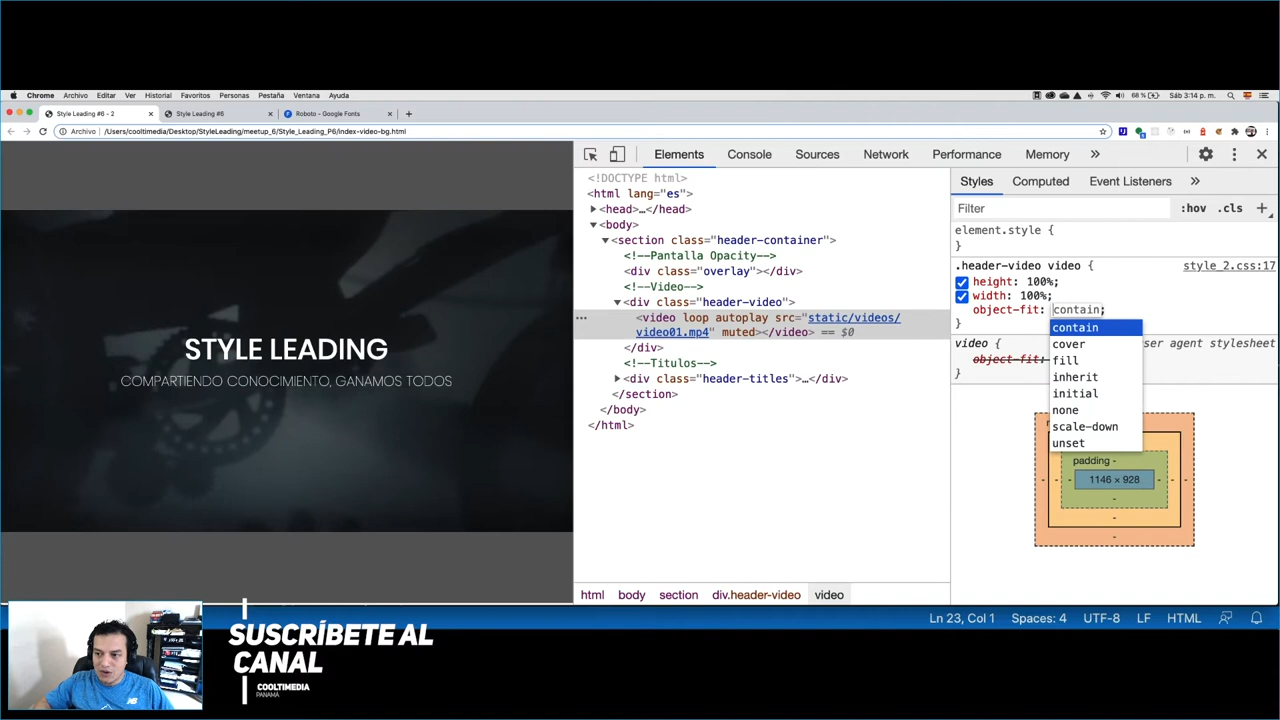 Chrome Archivo Editar Ver Historial Favoritos Personas Pestaña Ventana Ayuda
68 % Sáb 3:14 p. m.
Style Leading #6 - 2
Style Leading #6
Roboto - Google Fonts
Archivo /Users/cooltimedia/Desktop/StyleLeading/meetup_6/Style_Leading_P6/index-video-bg.html
STYLE LEADING
COMPARTIENDO CONOCIMIENTO, GANAMOS TODOS
Elements Console Sources Network Performance Memory
<!DOCTYPE html>
<html lang="es">
<head>…</head>
<body>
<section class="header-container">
<!--Pantalla Opacity-->
<div class="overlay"></div>
<!--Video-->
<div class="header-video">
<video loop autoplay src="static/videos/
video01.mp4" muted></video> == $0
</div>
<!--Titulos-->
<div class="header-titles">…</div>
</section>
</body>
</html>
html body section div.header-video video
Styles Computed Event Listeners
Filter :hov .cls +
element.style {
}
.header-video video { style_2.css:17
height: 100%;
width: 100%;
object-fit: contain;
}
contain
cover
fill
inherit
initial
none
scale-down
unset
video { ser agent stylesheet
object-fit:
}
padding -
1146 × 928
Ln 23, Col 1 Spaces: 4 UTF-8 LF HTML
SUSCRÍBETE AL
CANAL
COOLTIMEDIA
PANAMÁ